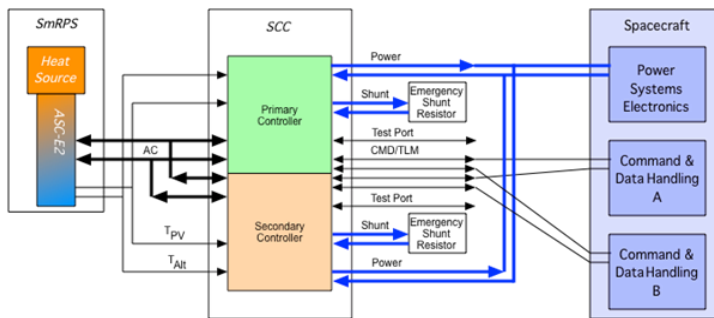 SmRPS
SCC
Spacecraft
Heat
Source
ASC-E2
AC
T PV
T Alt
Primary
Controller
Secondary
Controller
Power
Shunt
Emergency
Shunt
Resistor
Test Port
CMD/TLM
Test Port
Shunt
Emergency
Shunt
Resistor
Power
Power
Systems
Electronics
Command &
Data Handling
A
Command &
Data Handling
B